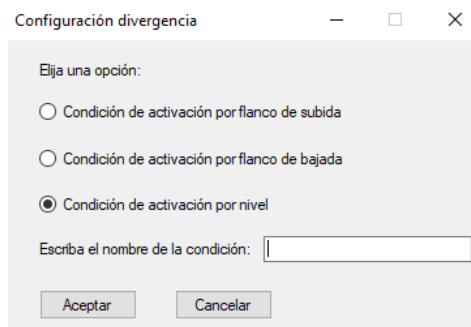 Configuración divergencia
Elija una opción:
Condición de activación por flanco de subida
Condición de activación por flanco de bajada
Condición de activación por nivel
Escriba el nombre de la condición:
Aceptar Cancelar